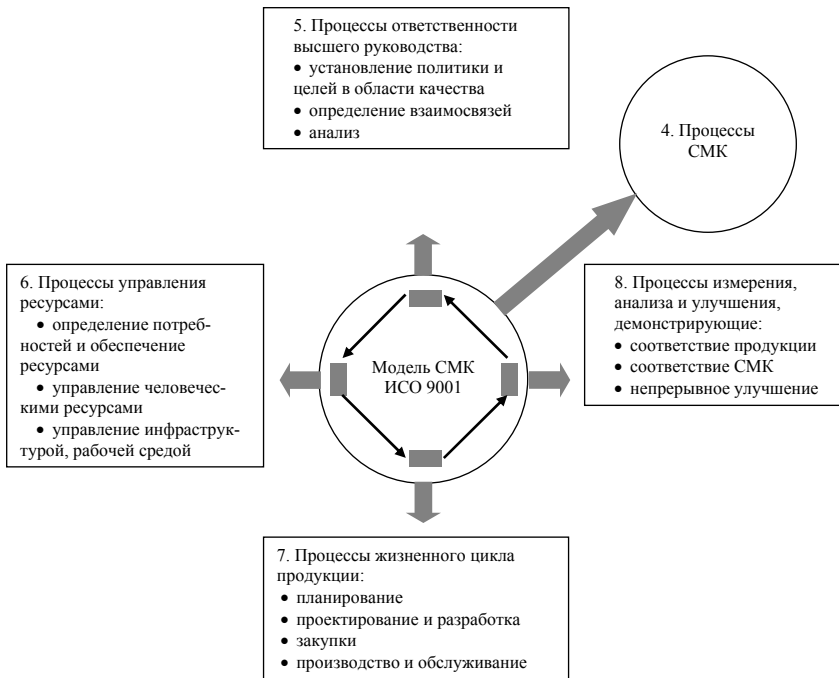 5. Процессы ответственности
высшего руководства:
• установление политики и
целей в области качества
• определение взаимосвязей
• анализ
4. Процессы
СМК
6. Процессы управления
ресурсами:
• определение потреб-
ностей и обеспечение
ресурсами
• управление человечес-
кими ресурсами
• управление инфраструк-
турой, рабочей средой
Модель СМК
ИСО 9001
8. Процессы измерения,
анализа и улучшения,
демонстрирующие:
• соответствие продукции
• соответствие СМК
• непрерывное улучшение
7. Процессы жизненного цикла
продукции:
• планирование
• проектирование и разработка
• закупки
• производство и обслуживание